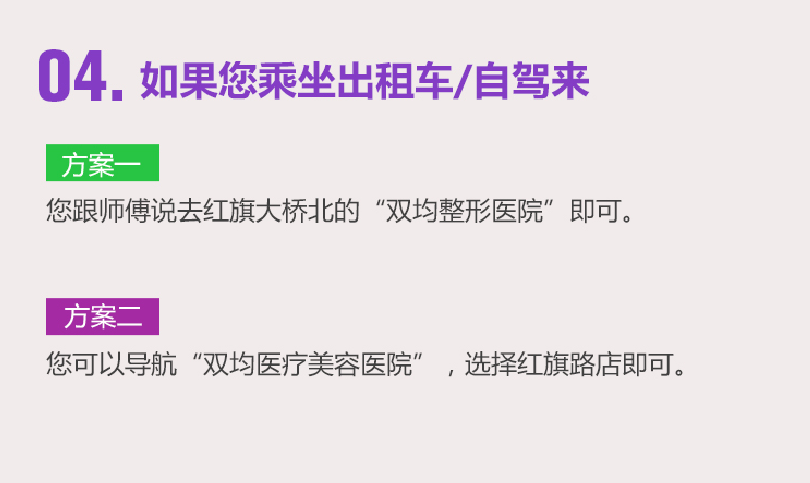 04. 如果您乘坐出租车/自驾来
方案一
您跟师傅说去红旗大桥北的“双均整形医院”即可。
方案二
您可以导航“双均医疗美容医院”，选择红旗路店即可。